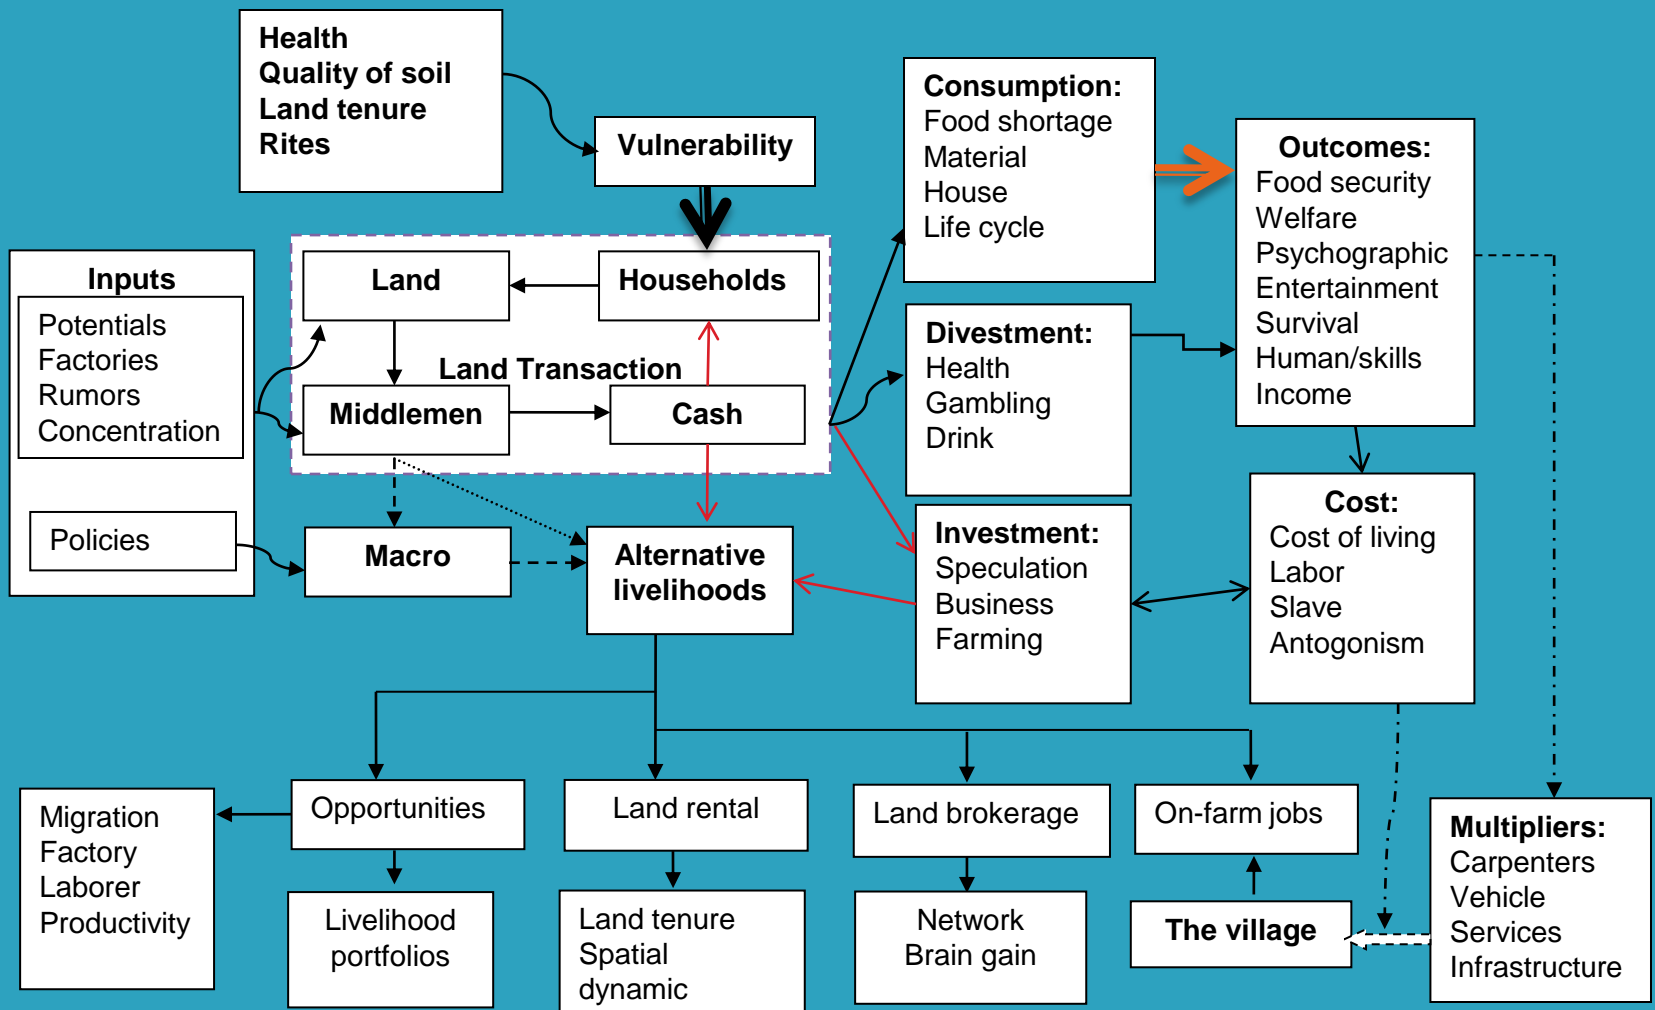 Health
Quality of soil
Land tenure
Rites
Vulnerability
Consumption:
Food shortage
Material
House
Life cycle
Outcomes:
Food security
Welfare
Psychographic
Entertainment
Survival
Human/skills
Income
Inputs
Potentials
Factories
Rumors
Concentration
Policies
Land
Households
Land Transaction
Middlemen
Cash
Divestment:
Health
Gambling
Drink
Macro
Alternative
livelihoods
Investment:
Speculation
Business
Farming
Cost:
Cost of living
Labor
Slave
Antogonism
Migration
Factory
Laborer
Productivity
Opportunities
Land rental
Land brokerage
On-farm jobs
Livelihood
portfolios
Land tenure
Spatial
dynamic
Network
Brain gain
The village
Multipliers:
Carpenters
Vehicle
Services
Infrastructure